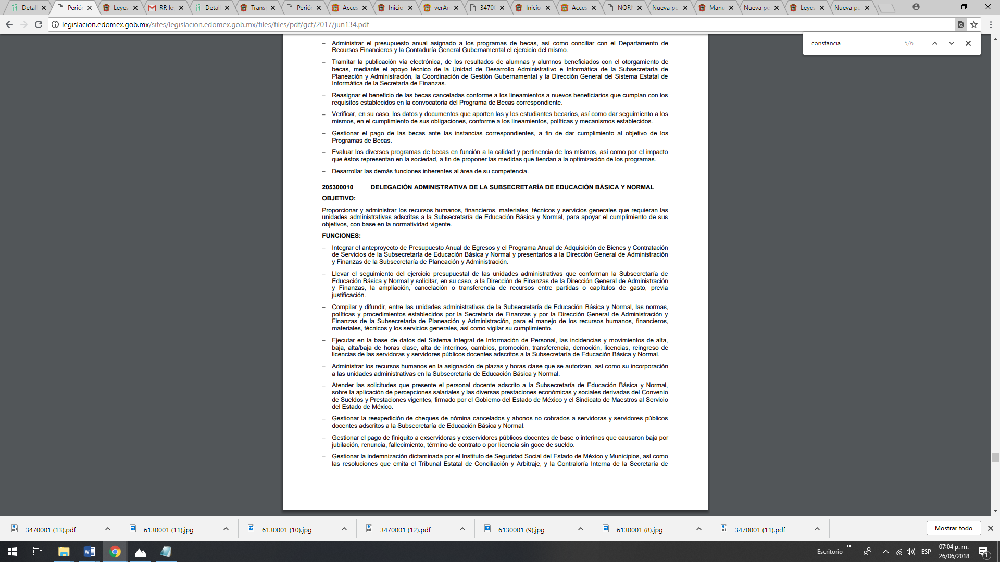 Detal
Perió
Leyes
RR le
Detal
Trans
Perió
Acces
Inicio
verAr
3470
Inicio
Acces
NOR
Nueva pe
Manu
Nueva pe
Leyes
Nueva pe
legislacion.edomex.gob.mx/sites/legislacion.edomex.gob.mx/files/files/pdf/gct/2017/jun134.pdf
constancia 5/6
– Administrar el presupuesto anual asignado a los programas de becas, así como conciliar con el Departamento de
Recursos Financieros y la Contaduría General Gubernamental el ejercicio del mismo.
– Tramitar la publicación vía electrónica, de los resultados de alumnas y alumnos beneficiados con el otorgamiento de
becas, mediante el apoyo técnico de la Unidad de Desarrollo Administrativo e Informática de la Subsecretaría de
Planeación y Administración, la Coordinación de Gestión Gubernamental y la Dirección General del Sistema Estatal de
Informática de la Secretaría de Finanzas.
– Reasignar el beneficio de las becas canceladas conforme a los lineamientos a nuevos beneficiarios que cumplan con los
requisitos establecidos en la convocatoria del Programa de Becas correspondiente.
– Verificar, en su caso, los datos y documentos que aporten las y los estudiantes becarios, así como dar seguimiento a los
mismos, en el cumplimiento de sus obligaciones, conforme a los lineamientos, políticas y mecanismos establecidos.
– Gestionar el pago de las becas ante las instancias correspondientes, a fin de dar cumplimiento al objetivo de los
Programas de Becas.
– Evaluar los diversos programas de becas en función a la calidad y pertinencia de los mismos, así como por el impacto
que éstos representan en la sociedad, a fin de proponer las medidas que tiendan a la optimización de los programas.
– Desarrollar las demás funciones inherentes al área de su competencia.
205300010 DELEGACIÓN ADMINISTRATIVA DE LA SUBSECRETARÍA DE EDUCACIÓN BÁSICA Y NORMAL
OBJETIVO:
Proporcionar y administrar los recursos humanos, financieros, materiales, técnicos y servicios generales que requieran las
unidades administrativas adscritas a la Subsecretaría de Educación Básica y Normal, para apoyar el cumplimiento de sus
objetivos, con base en la normatividad vigente.
FUNCIONES:
– Integrar el anteproyecto de Presupuesto Anual de Egresos y el Programa Anual de Adquisición de Bienes y Contratación
de Servicios de la Subsecretaría de Educación Básica y Normal y presentarlos a la Dirección General de Administración
y Finanzas de la Subsecretaría de Planeación y Administración.
– Llevar el seguimiento del ejercicio presupuestal de las unidades administrativas que conforman la Subsecretaría de
Educación Básica y Normal y solicitar, en su caso, a la Dirección de Finanzas de la Dirección General de Administración
y Finanzas, la ampliación, cancelación o transferencia de recursos entre partidas o capítulos de gasto, previa
justificación.
– Compilar y difundir, entre las unidades administrativas de la Subsecretaría de Educación Básica y Normal, las normas,
políticas y procedimientos establecidos por la Secretaría de Finanzas y por la Dirección General de Administración y
Finanzas de la Subsecretaría de Planeación y Administración, para el manejo de los recursos humanos, financieros,
materiales, técnicos y los servicios generales, así como vigilar su cumplimiento.
– Ejecutar en la base de datos del Sistema Integral de Información de Personal, las incidencias y movimientos de alta,
baja, alta/baja de horas clase, alta de interinos, cambios, promoción, transferencia, democión, licencias, reingreso de
licencias de las servidoras y servidores públicos docentes adscritos a la Subsecretaría de Educación Básica y Normal.
– Administrar los recursos humanos en la asignación de plazas y horas clase que se autorizan, así como su incorporación
a las unidades administrativas en la Subsecretaría de Educación Básica y Normal.
– Atender las solicitudes que presente el personal docente adscrito a la Subsecretaría de Educación Básica y Normal,
sobre la aplicación de percepciones salariales y las diversas prestaciones económicas y sociales derivadas del Convenio
de Sueldos y Prestaciones vigentes, firmado por el Gobierno del Estado de México y el Sindicato de Maestros al Servicio
del Estado de México.
– Gestionar la reexpedición de cheques de nómina cancelados y abonos no cobrados a servidoras y servidores públicos
docentes adscritos a la Subsecretaría de Educación Básica y Normal.
– Gestionar el pago de finiquito a exservidoras y exservidores públicos docentes de base o interinos que causaron baja por
jubilación, renuncia, fallecimiento, término de contrato o por licencia sin goce de sueldo.
– Gestionar la indemnización dictaminada por el Instituto de Seguridad Social del Estado de México y Municipios, así como
las resoluciones que emita el Tribunal Estatal de Conciliación y Arbitraje, y la Contraloría Interna de la Secretaría de
3470001 (13).pdf
6130001 (11).jpg
6130001 (10).jpg
3470001 (12).pdf
6130001 (9).jpg
6130001 (8).jpg
3470001 (11).pdf
Mostrar todo
Escritorio
ESP
07:04 p. m.
26/06/2018
1